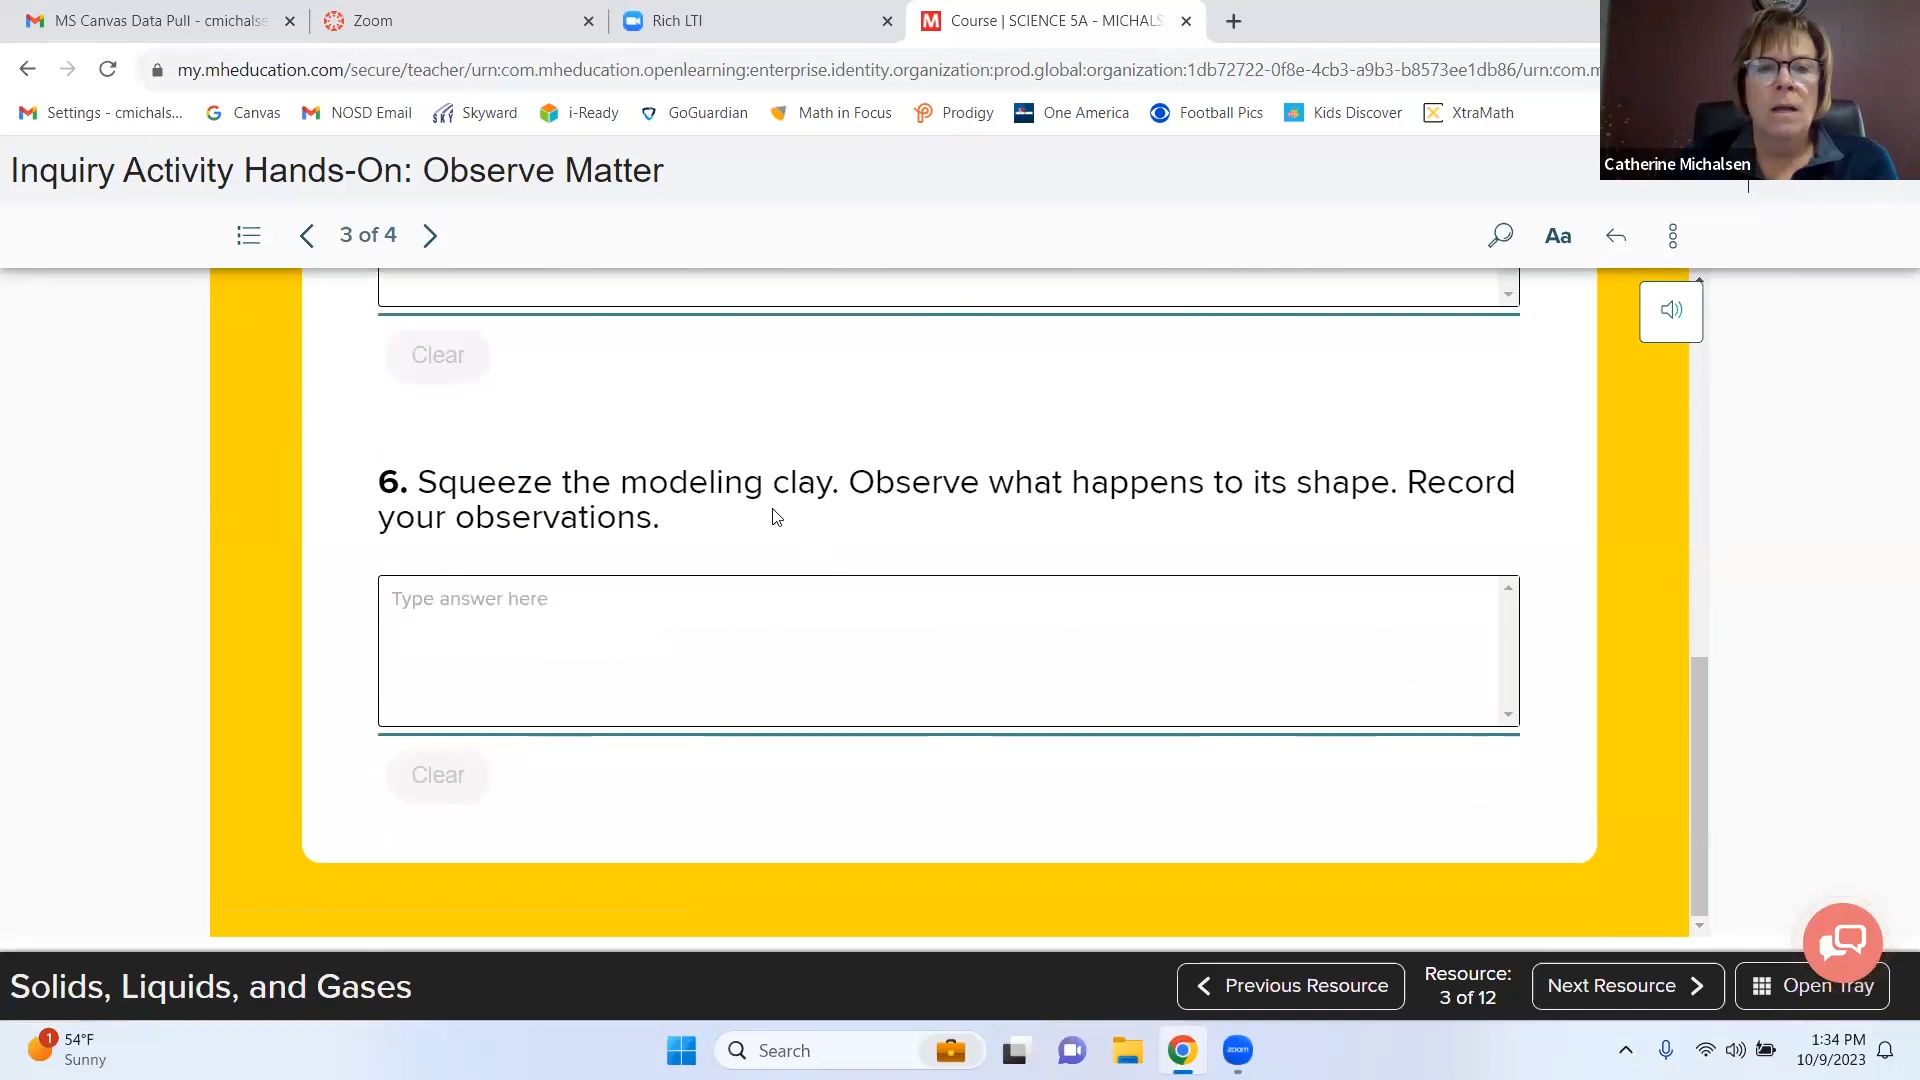 MS Canvas Data Pull - cmichalse
Zoom
Rich LTI
Course | SCIENCE 5A - MICHALS
my.mheducation.com/secure/teacher/urn:com.mheducation.openlearning:enterprise.identity.organization:prod.global:organization:1db72722-0f8e-4cb3-a9b3-b8573ee1db86/urn:com.m
Settings - cmichals...
Canvas
NOSD Email
Skyward
i-Ready
GoGuardian
Math in Focus
Prodigy
One America
Football Pics
Kids Discover
XtraMath
Catherine Michalsen
Inquiry Activity Hands-On: Observe Matter
3 of 4
Aa
Clear
6. Squeeze the modeling clay. Observe what happens to its shape. Record
your observations.
Type answer here
Clear
Solids, Liquids, and Gases
Previous Resource
Resource:
3 of 12
Next Resource
Open Tray
1
54°F
Sunny
Search
zoom
1:34 PM
10/9/2023